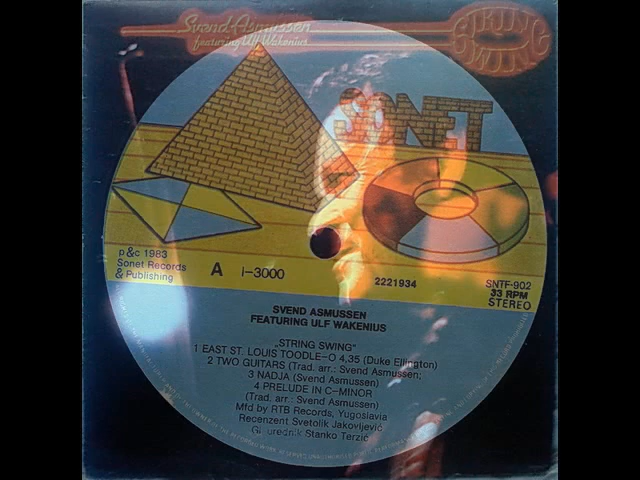 Svend Asmussen
featuring Ulf Wakenius
STRING
SWING
SONET
p & c 1983
Sonet Records
& Publishing
A I-3000
2221934
SNTF-902
33 RPM
STEREO
SVEND ASMUSSEN
FEATURING ULF WAKENIUS
„STRING SWING"
1 EAST ST. LOUIS TOODLE-O 4,35 (Duke Ellington)
2 TWO GUITARS (Trad. arr.: Svend Asmussen;
3 NADJA (Svend Asmussen)
4 PRELUDE IN C-MINOR
(Trad. arr.: Svend Asmussen)
Mfd by RTB Records, Yugoslavia
Recenzent Svetolik Jakovljević
Gl. urednik Stanko Terzić